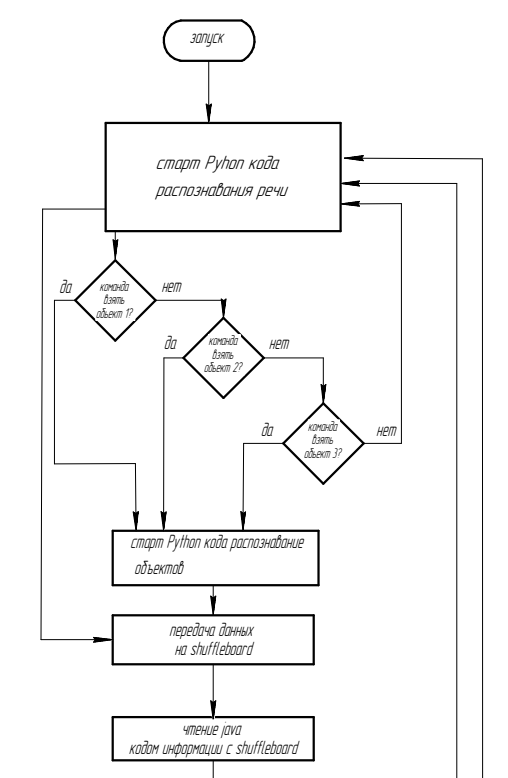 запуск
старт Pyhon кода
распознавания речи
да
команда
взять
объект 1?
нет
да
команда
взять
объект 2?
нет
да
команда
взять
объект 3?
нет
старт Python кода распознавание
объектов
передача данных
на shuffleboard
чтение java
кодом информации с shuffleboard